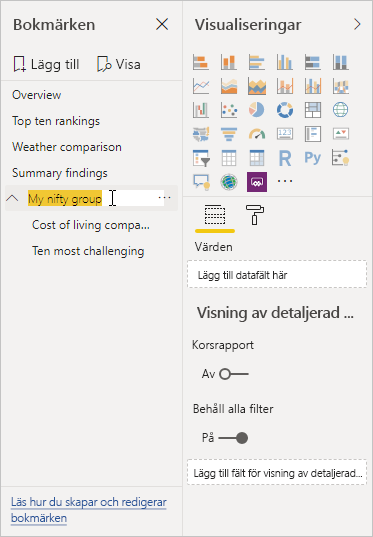 Bokmärken
Lägg till
Visa
Overview
Top ten rankings
Weather comparison
Summary findings
My nifty group
Cost of living compa...
Ten most challenging
Läs hur du skapar och redigerar
bokmärken
Visualiseringar
123
R
Py
Värden
Lägg till datafält här
Visning av detaljerad ...
Korsrapport
Av
Behåll alla filter
På
Lägg till fält för visning av detaljerad...